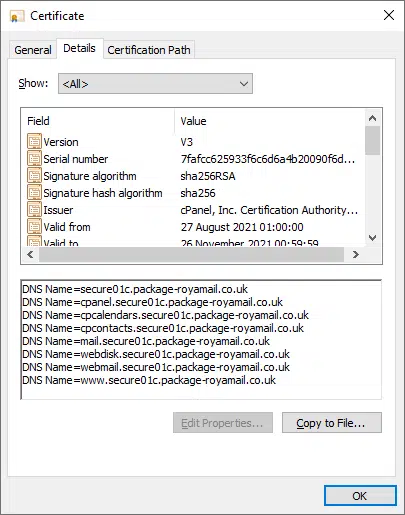 Certificate
General Details Certification Path
Show: <All>
Field Value
Version V3
Serial number 7fafcc625933f6c6d6a4b20090f6d...
Signature algorithm sha256RSA
Signature hash algorithm sha256
Issuer cPanel, Inc. Certification Authority...
Valid from 27 August 2021 01:00:00
Valid to 26 November 2021 00:59:59
DNS Name=secure01c.package-royamail.co.uk
DNS Name=cpanel.secure01c.package-royamail.co.uk
DNS Name=cpcalendars.secure01c.package-royamail.co.uk
DNS Name=cpcontacts.secure01c.package-royamail.co.uk
DNS Name=mail.secure01c.package-royamail.co.uk
DNS Name=webdisk.secure01c.package-royamail.co.uk
DNS Name=webmail.secure01c.package-royamail.co.uk
DNS Name=www.secure01c.package-royamail.co.uk
Edit Properties... Copy to File...
OK